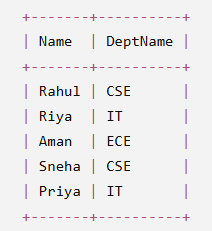 +-------+----------+
| Name  | DeptName |
+-------+----------+
| Rahul | CSE      |
| Riya  | IT       |
| Aman  | ECE      |
| Sneha | CSE      |
| Priya | IT       |
+-------+----------+